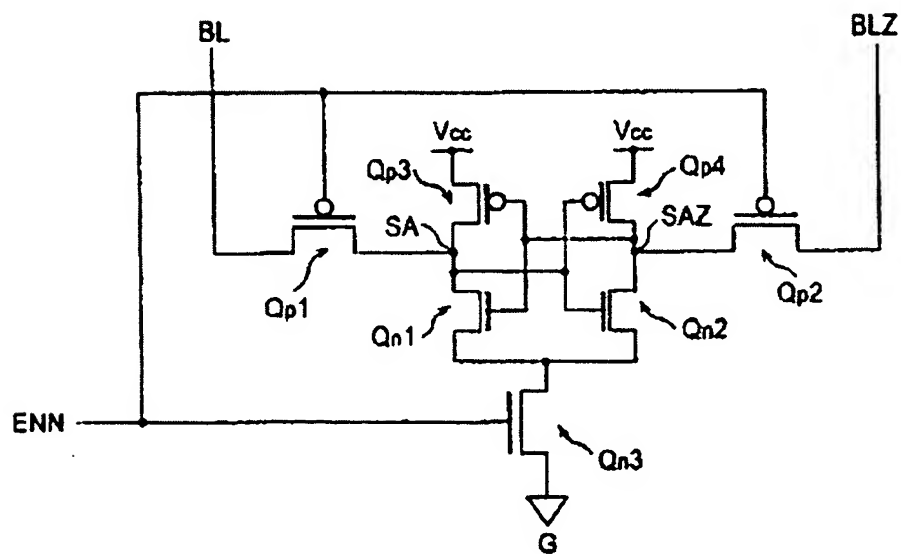 BL
BLZ
Vcc
Vcc
Qp3
Qp4
SA
SAZ
Qp1
Qp2
Qn1
Qn2
ENN
Qn3
G